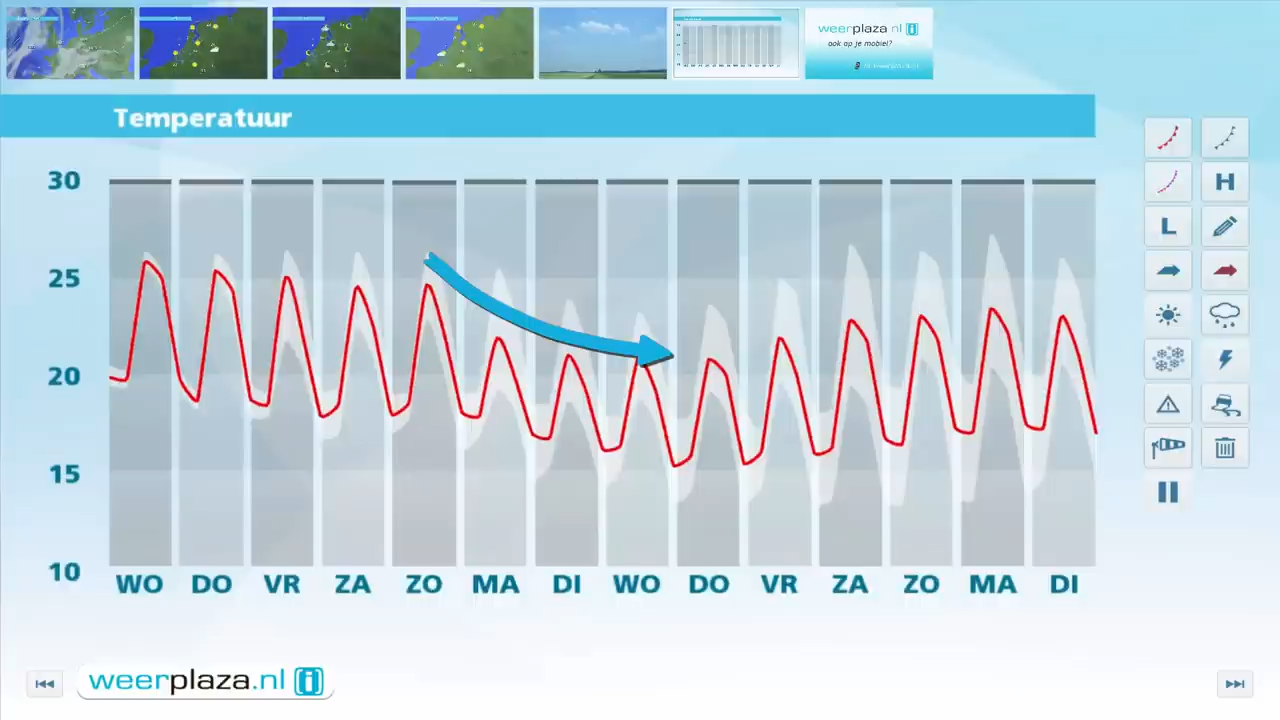 weerplaza.nl i
ook op je mobiel?
Temperatuur
30
25
20
15
10
WO DO VR ZA ZO MA DI WO DO VR ZA ZO MA DI
H
L
weerplaza.nl i